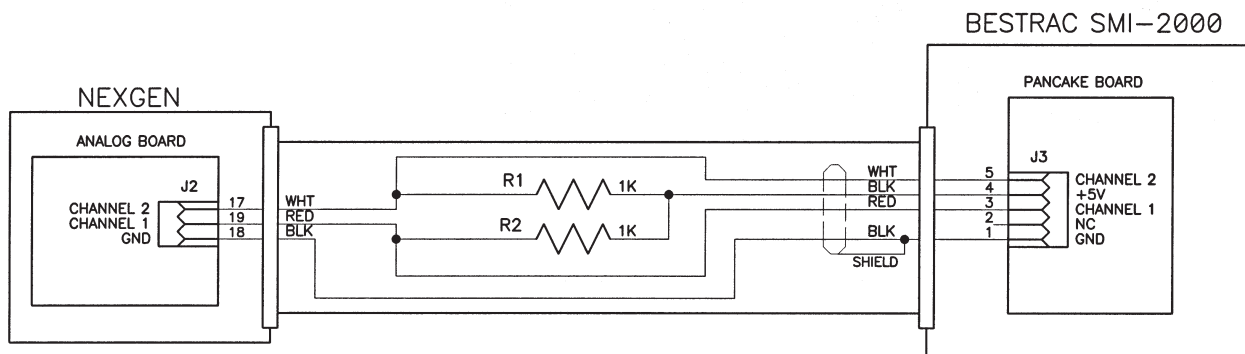 BESTRAC SMI-2000
NEXGEN
PANCAKE BOARD
ANALOG BOARD
J2
CHANNEL 2
CHANNEL 1
GND
17 WHT
19 RED
18 BLK
R1 1K
R2 1K
WHT 5
BLK 4
RED 3
2
BLK 1
SHIELD
J3
CHANNEL 2
+5V
CHANNEL 1
NC
GND